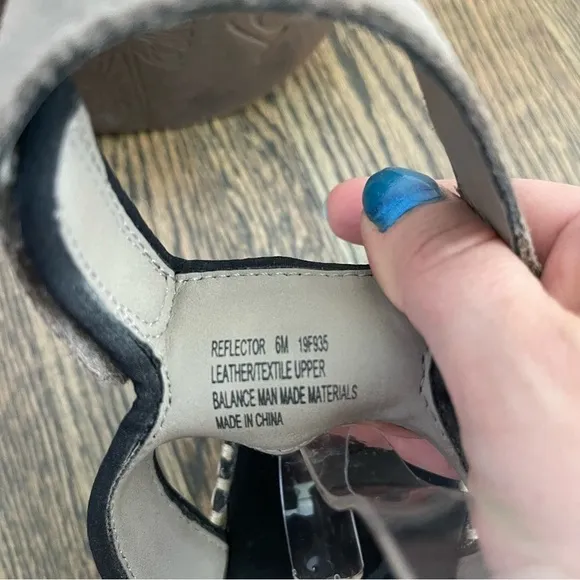 REFLECTOR 6M 19F935
LEATHER/TEXTILE UPPER
BALANCE MAN MADE MATERIALS
MADE IN CHINA